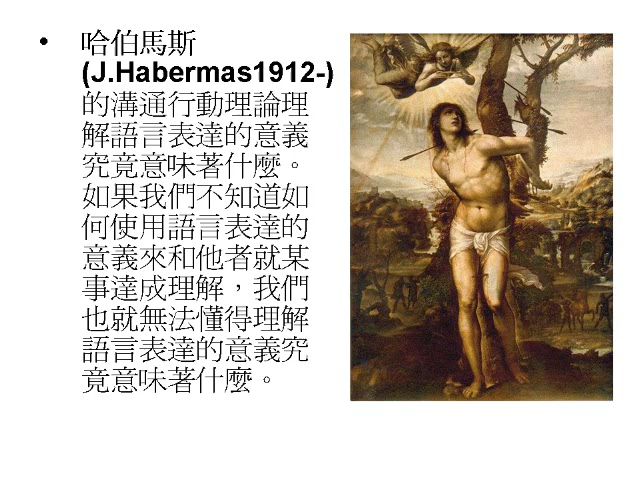 • 哈伯馬斯
(J.Habermas1912-)
的溝通行動理論理
解語言表達的意義
究竟意味著什麼。
如果我們不知道如
何使用語言表達的
意義來和他者就某
事達成理解，我們
也就無法懂得理解
語言表達的意義究
竟意味著什麼。